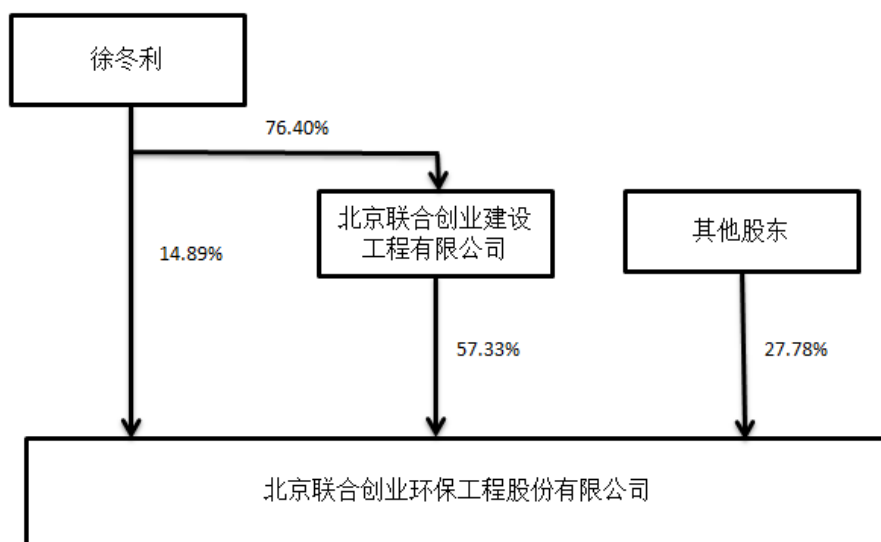 徐冬利
76.40%
北京联合创业建设
工程有限公司
其他股东
14.89%
57.33%
27.78%
北京联合创业环保工程股份有限公司